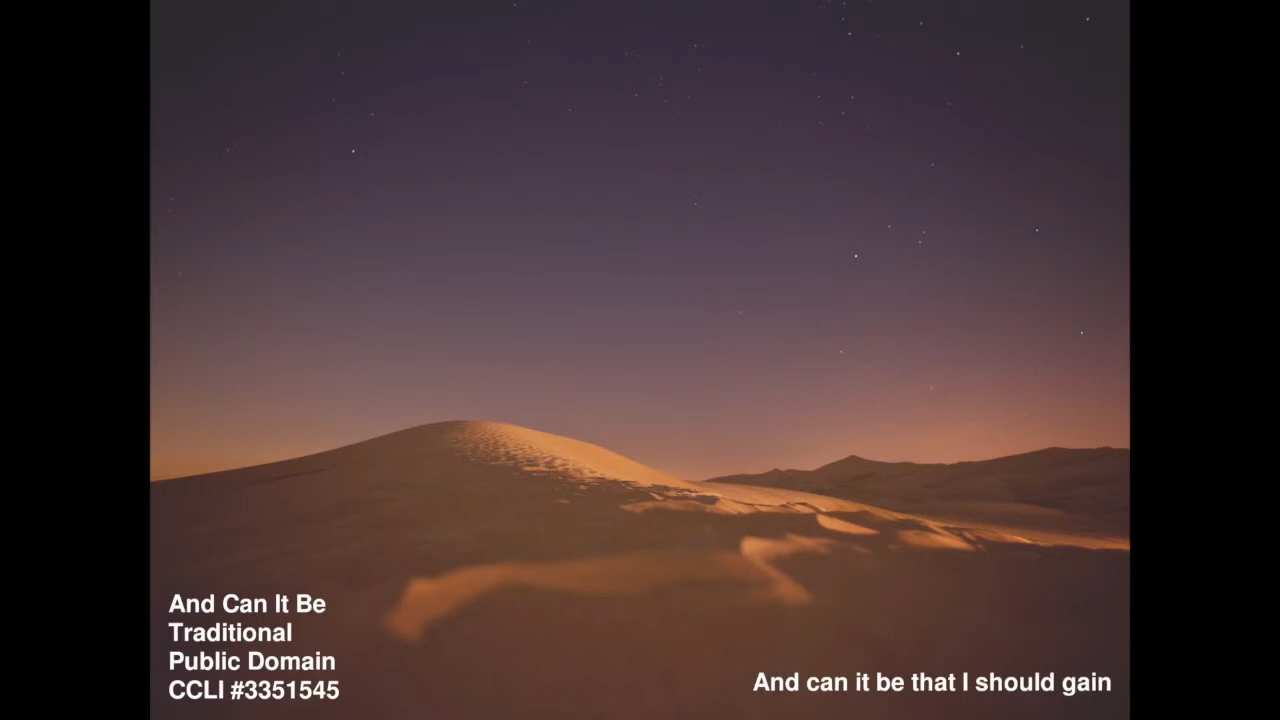 And Can It Be
Traditional
Public Domain
CCLI #3351545
And can it be that I should gain